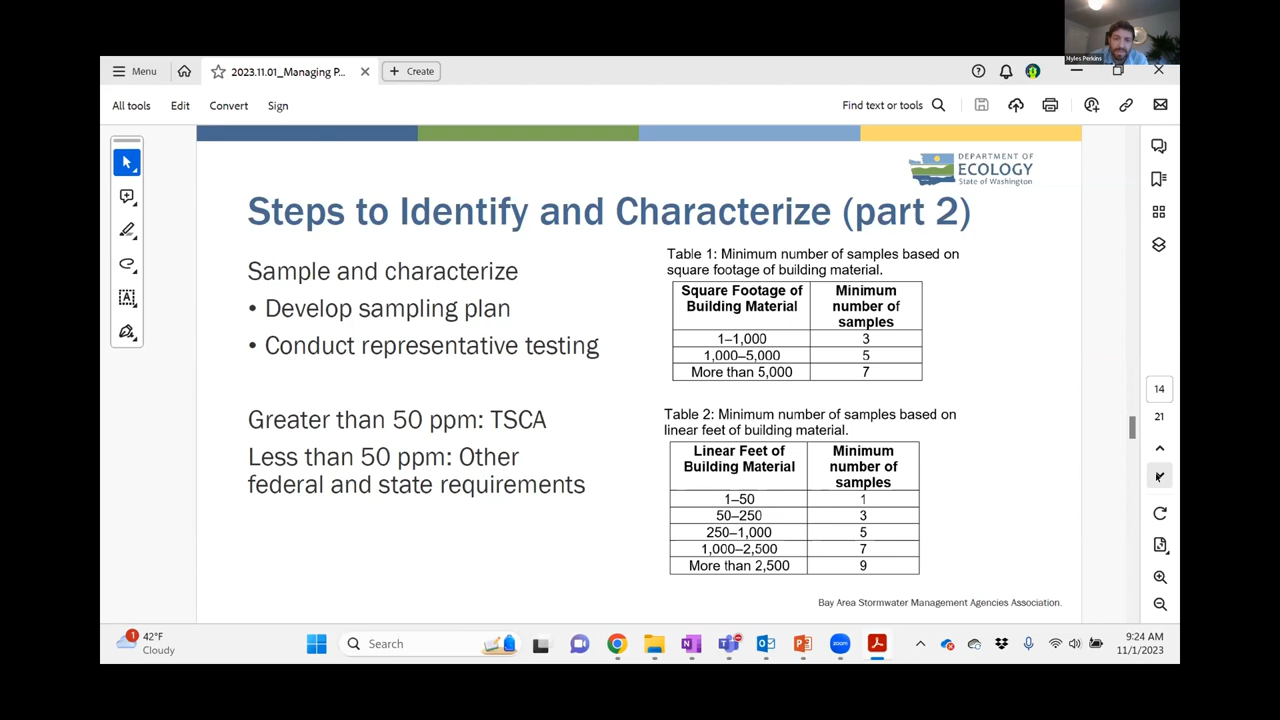 Myles Perkins
Menu
2023.11.01_Managing P...
Create
All tools
Edit
Convert
Sign
Find text or tools
DEPARTMENT OF
ECOLOGY
State of Washington
Steps to Identify and Characterize (part 2)
Sample and characterize
• Develop sampling plan
• Conduct representative testing
Greater than 50 ppm: TSCA
Less than 50 ppm: Other
federal and state requirements
Table 1: Minimum number of samples based on
square footage of building material.
Square Footage of Building Material | Minimum number of samples
1–1,000 3
1,000–5,000 5
More than 5,000 7
Table 2: Minimum number of samples based on
linear feet of building material.
Linear Feet of Building Material | Minimum number of samples
1–50 1
50–250 3
250–1,000 5
1,000–2,500 7
More than 2,500 9
Bay Area Stormwater Management Agencies Association.
14
21
1
42°F
Cloudy
Search
zoom
9:24 AM
11/1/2023